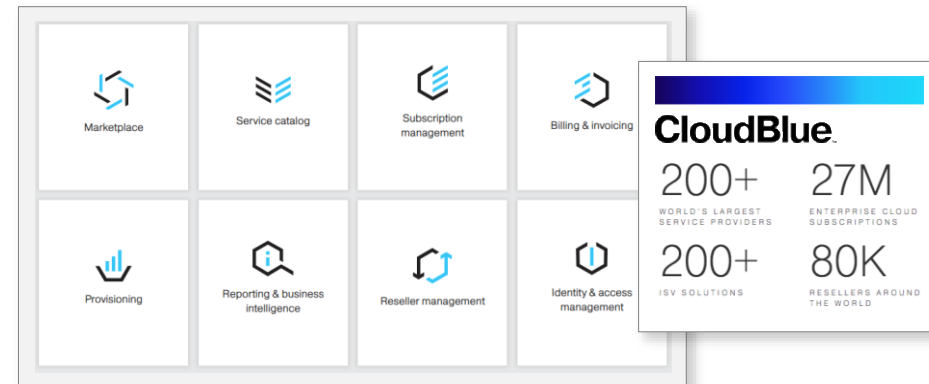 Marketplace
Service catalog
Subscription
management
Billing & invoicing
Provisioning
Reporting & business
intelligence
Reseller management
Identity & access
management
CloudBlue™
200+
WORLD'S LARGEST
SERVICE PROVIDERS
27M
ENTERPRISE CLOUD
SUBSCRIPTIONS
200+
ISV SOLUTIONS
80K
RESELLERS AROUND
THE WORLD